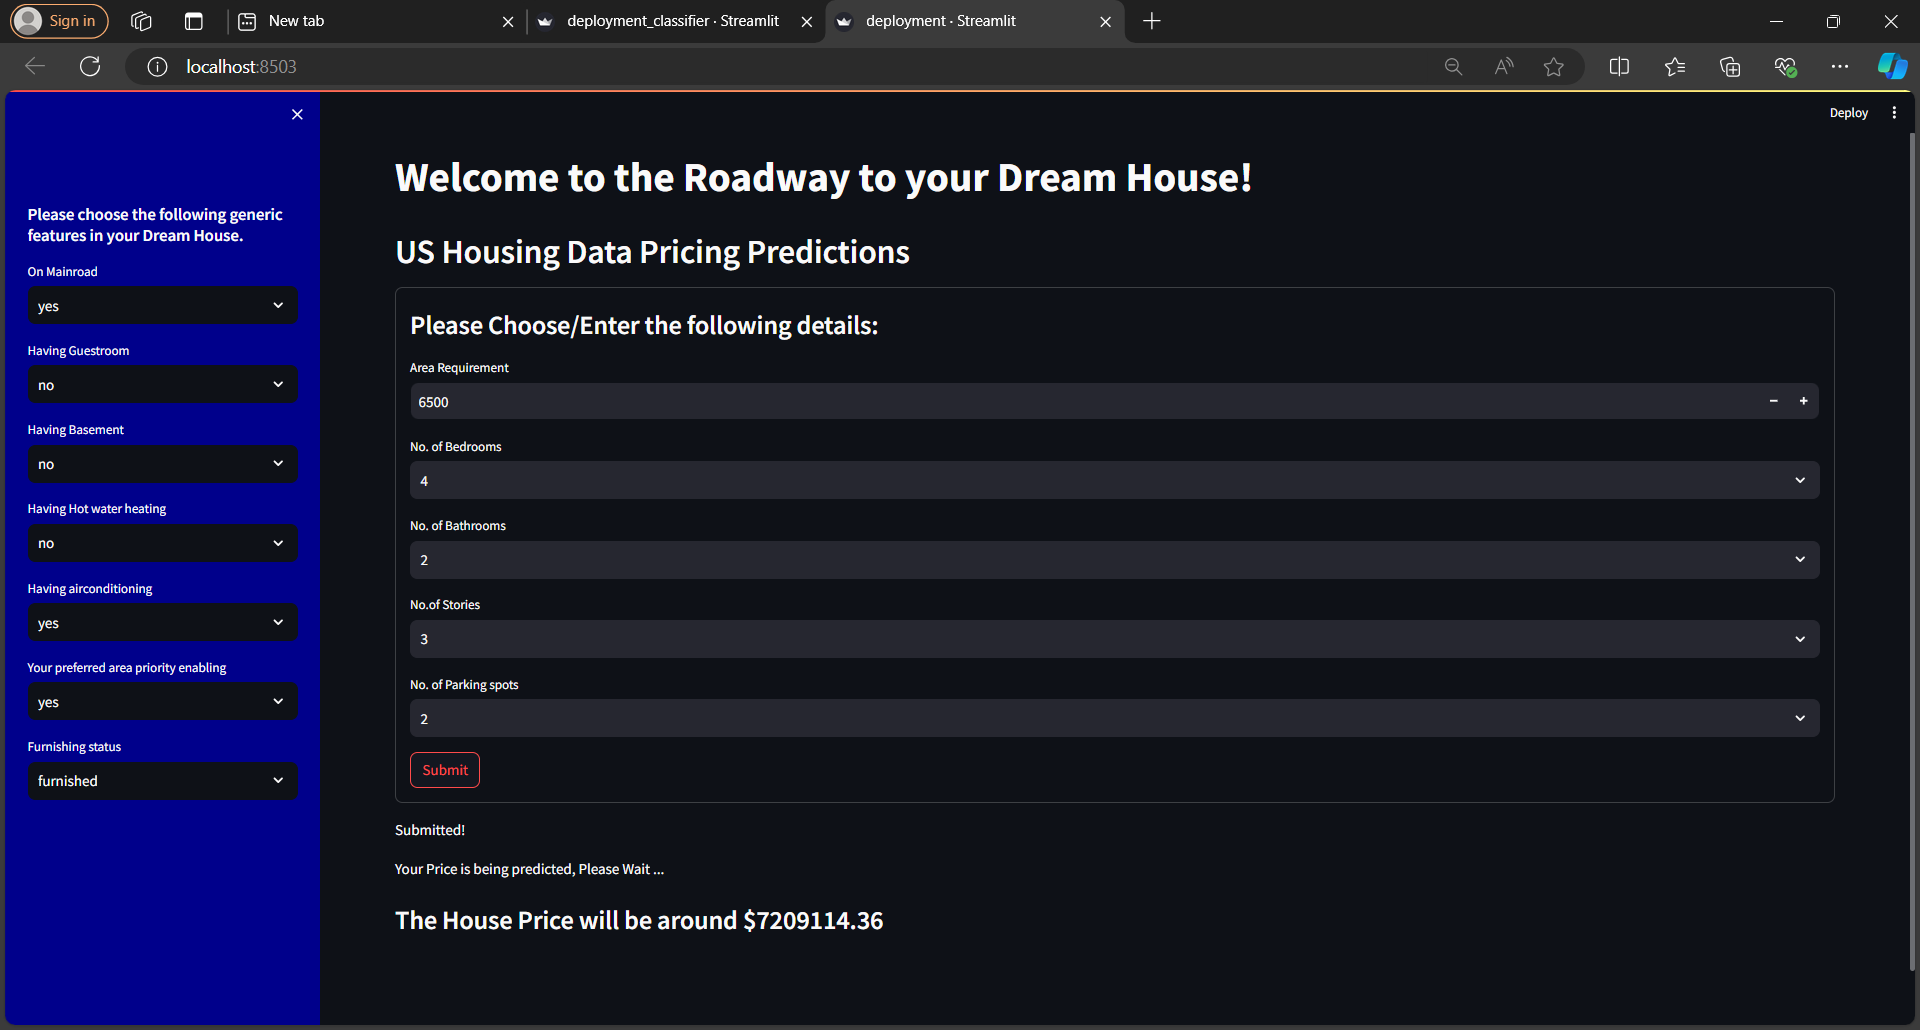 Sign in
New tab
deployment_classifier · Streamlit
deployment · Streamlit
localhost:8503
Deploy
Please choose the following generic
features in your Dream House.
On Mainroad
yes
Having Guestroom
no
Having Basement
no
Having Hot water heating
no
Having airconditioning
yes
Your preferred area priority enabling
yes
Furnishing status
furnished
Welcome to the Roadway to your Dream House!
US Housing Data Pricing Predictions
Please Choose/Enter the following details:
Area Requirement
6500
No. of Bedrooms
4
No. of Bathrooms
2
No.of Stories
3
No. of Parking spots
2
Submit
Submitted!
Your Price is being predicted, Please Wait ...
The House Price will be around $7209114.36